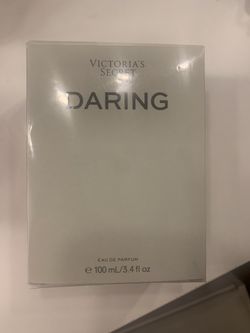 VICTORIA'S
SECRET
DARING
EAU DE PARFUM
℮ 100 mL/3.4 fl oz